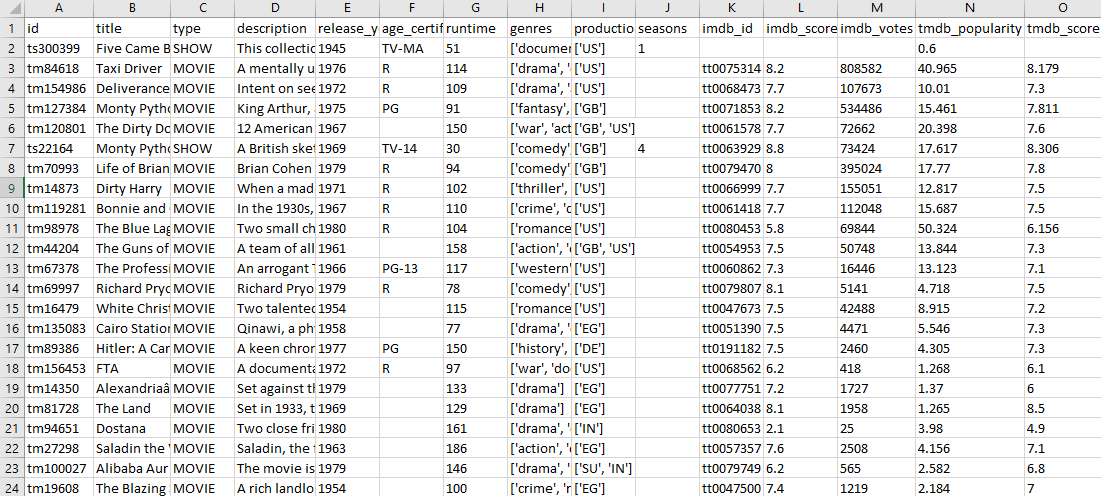 A B C D E F G H I J K L M N O
1 id title type description release_y age_certif runtime genres productio seasons imdb_id imdb_score imdb_votes tmdb_popularity tmdb_score
2 ts300399 Five Came B SHOW This collectic 1945 TV-MA 51 ['documen ['US'] 1 0.6
3 tm84618 Taxi Driver MOVIE A mentally u 1976 R 114 ['drama', ' ['US'] tt0075314 8.2 808582 40.965 8.179
4 tm154986 Deliverance MOVIE Intent on see 1972 R 109 ['drama', ' ['US'] tt0068473 7.7 107673 10.01 7.3
5 tm127384 Monty Pytho MOVIE King Arthur, 1975 PG 91 ['fantasy', ['GB'] tt0071853 8.2 534486 15.461 7.811
6 tm120801 The Dirty Do MOVIE 12 American 1967 150 ['war', 'act ['GB', 'US'] tt0061578 7.7 72662 20.398 7.6
7 ts22164 Monty Pytho SHOW A British sket 1969 TV-14 30 ['comedy' ['GB'] 4 tt0063929 8.8 73424 17.617 8.306
8 tm70993 Life of Brian MOVIE Brian Cohen 1979 R 94 ['comedy' ['GB'] tt0079470 8 395024 17.77 7.8
9 tm14873 Dirty Harry MOVIE When a mad 1971 R 102 ['thriller', ['US'] tt0066999 7.7 155051 12.817 7.5
10 tm119281 Bonnie and MOVIE In the 1930s, 1967 R 110 ['crime', 'd ['US'] tt0061418 7.7 112048 15.687 7.5
11 tm98978 The Blue Lag MOVIE Two small ch 1980 R 104 ['romance ['US'] tt0080453 5.8 69844 50.324 6.156
12 tm44204 The Guns of MOVIE A team of all 1961 158 ['action', ' ['GB', 'US'] tt0054953 7.5 50748 13.844 7.3
13 tm67378 The Professi MOVIE An arrogant 1966 PG-13 117 ['western' ['US'] tt0060862 7.3 16446 13.123 7.1
14 tm69997 Richard Pryo MOVIE Richard Pryo 1979 R 78 ['comedy', ['US'] tt0079807 8.1 5141 4.718 7.5
15 tm16479 White Christ MOVIE Two talented 1954 115 ['romance ['US'] tt0047673 7.5 42488 8.915 7.2
16 tm135083 Cairo Station MOVIE Qinawi, a ph 1958 77 ['drama', ' ['EG'] tt0051390 7.5 4471 5.546 7.3
17 tm89386 Hitler: A Car MOVIE A keen chron 1977 PG 150 ['history', ['DE'] tt0191182 7.5 2460 4.305 7.3
18 tm156453 FTA MOVIE A documenta 1972 R 97 ['war', 'do ['US'] tt0068562 6.2 418 1.268 6.1
19 tm14350 Alexandriaâ MOVIE Set against th 1979 133 ['drama'] ['EG'] tt0077751 7.2 1727 1.37 6
20 tm81728 The Land MOVIE Set in 1933, t 1969 129 ['drama'] ['EG'] tt0064038 8.1 1958 1.265 8.5
21 tm94651 Dostana MOVIE Two close fri 1980 161 ['drama', ' ['IN'] tt0080653 2.1 25 3.98 4.9
22 tm27298 Saladin the MOVIE Saladin, the 1963 186 ['action', ' ['EG'] tt0057357 7.6 2608 4.156 7.1
23 tm100027 Alibaba Aur MOVIE The movie is 1979 146 ['drama', ' ['SU', 'IN'] tt0079749 6.2 565 2.582 6.8
24 tm19608 The Blazing MOVIE A rich landlo 1954 100 ['crime', 'r ['EG'] tt0047500 7.4 1219 2.184 7